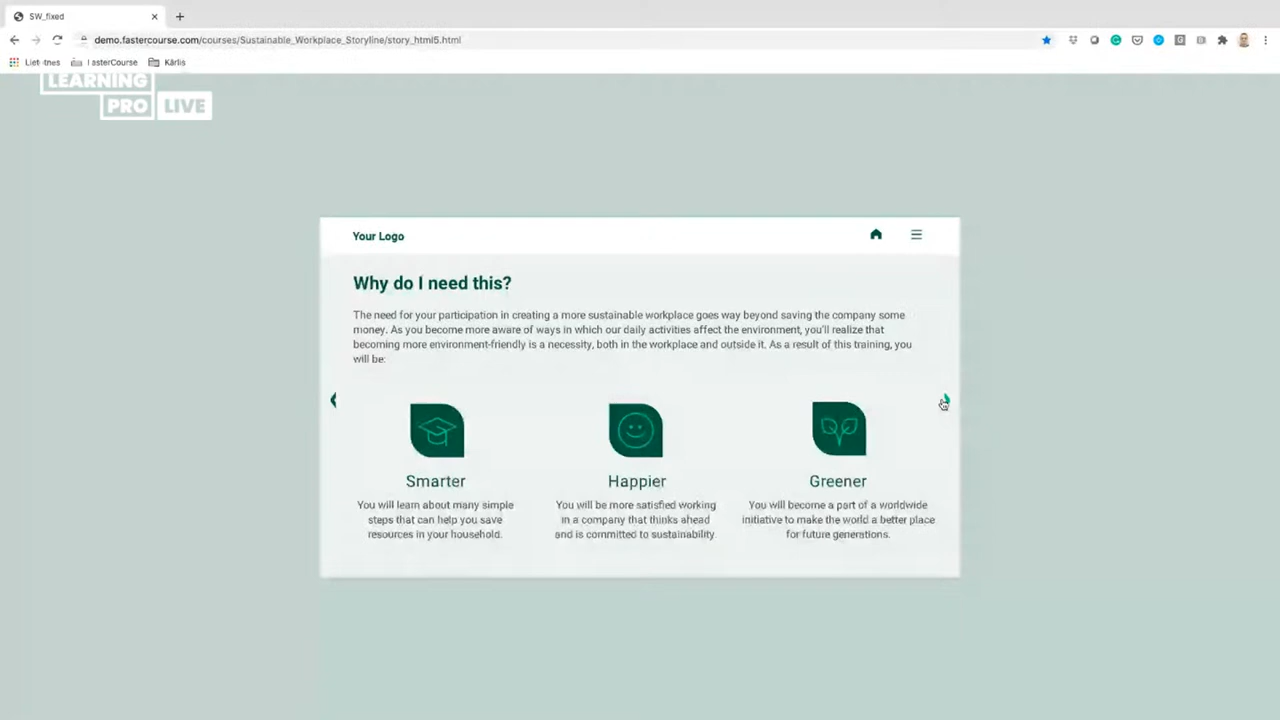 SW_fixed
demo.fastercourse.com/courses/Sustainable_Workplace_Storyline/story_html5.html
FasterCourse
Kārlis
LEARNING
PRO LIVE
Your Logo
Why do I need this?
The need for your participation in creating a more sustainable workplace goes way beyond saving the company some
money. As you become more aware of ways in which our daily activities affect the environment, you'll realize that
becoming more environment-friendly is a necessity, both in the workplace and outside it. As a result of this training, you
will be:
Smarter
You will learn about many simple
steps that can help you save
resources in your household.
Happier
You will be more satisfied working
in a company that thinks ahead
and is committed to sustainability.
Greener
You will become a part of a worldwide
initiative to make the world a better place
for future generations.